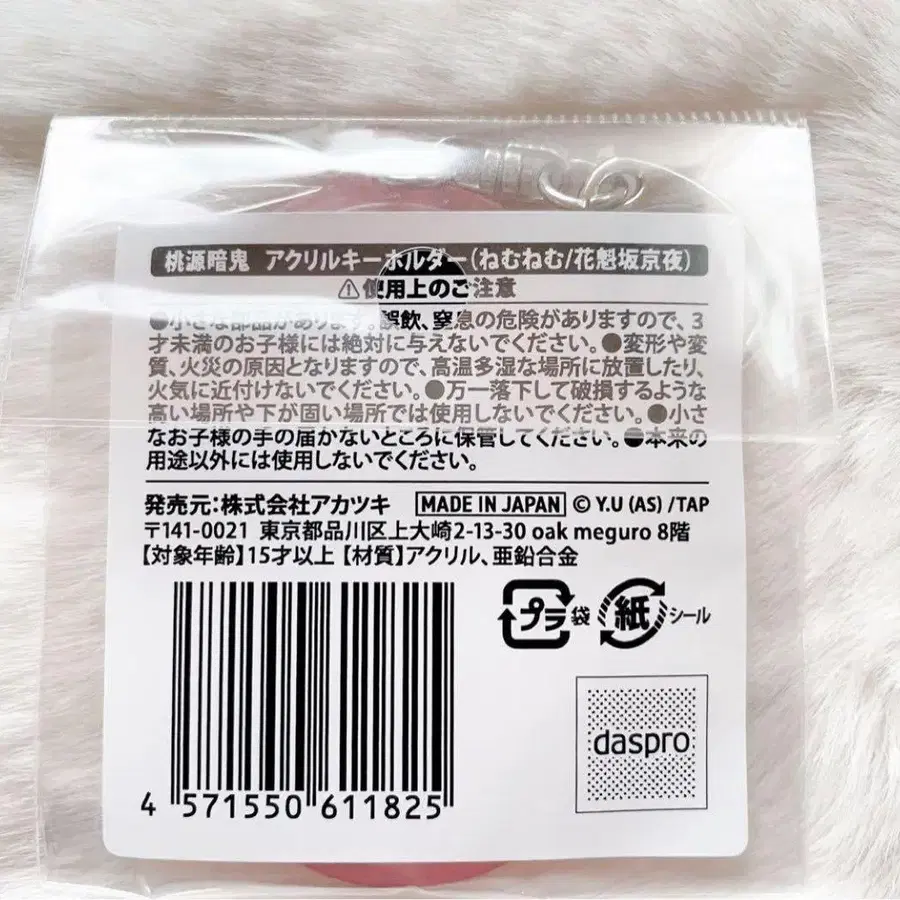 桃源暗鬼 アクリルキーホルダー(ねむねむ/花魁坂京夜)
⚠使用上のご注意
●小さな部品があります。誤飲、窒息の危険がありますので、3
才未満のお子様には絶対に与えないでください。●変形や変
質、火災の原因となりますので、高温多湿な場所に放置したり、
火気に近付けないでください。●万一落下して破損するような
高い場所や下が固い場所では使用しないでください。●小さ
なお子様の手の届かないところに保管してください。●本来の
用途以外には使用しないでください。
発売元:株式会社アカツキ MADE IN JAPAN © Y.U (AS) /TAP
〒141-0021 東京都品川区上大崎2-13-30 oak meguro 8階
【対象年齢】15才以上【材質】アクリル、亜鉛合金
プラ 袋 紙 シール
daspro
4 571550 611825